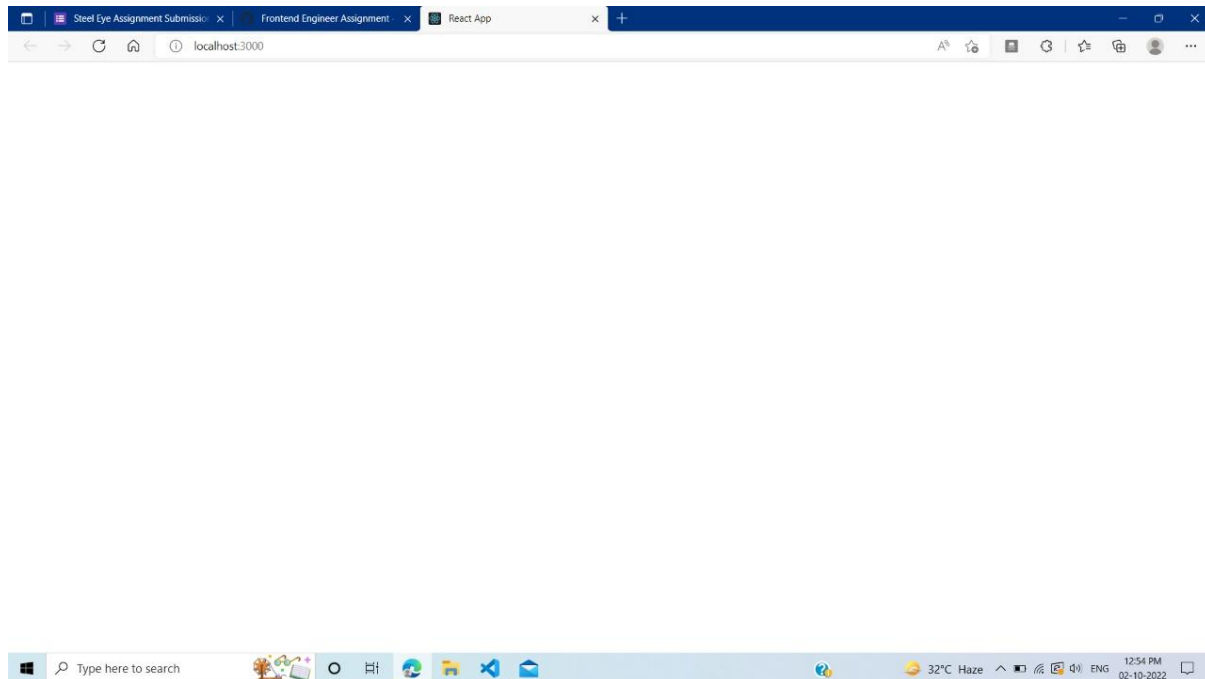 Steel Eye Assignment Submissio
Frontend Engineer Assignment
React App
localhost:3000
Type here to search
32°C Haze
ENG
12:54 PM
02-10-2022